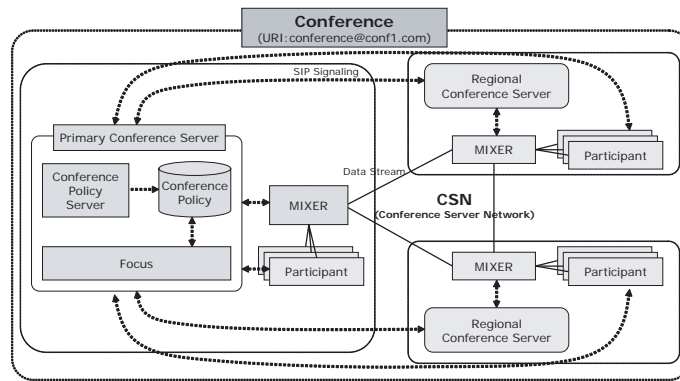 Conference
(URI:conference@conf1.com)
SIP Signaling
Regional
Conference Server
Primary Conference Server
MIXER
Participant
Data Stream
Conference
Policy
Server
Conference
Policy
MIXER
CSN
(Conference Server Network)
Focus
Participant
MIXER
Participant
Regional
Conference Server